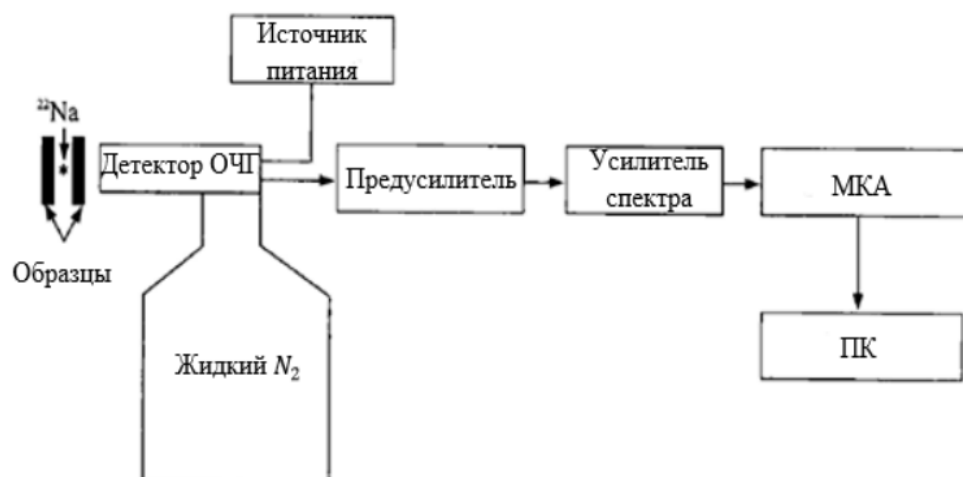 Источник
питания
²²Na
Детектор ОЧГ
Предусилитель
Усилитель
спектра
МКА
Образцы
Жидкий N₂
ПК